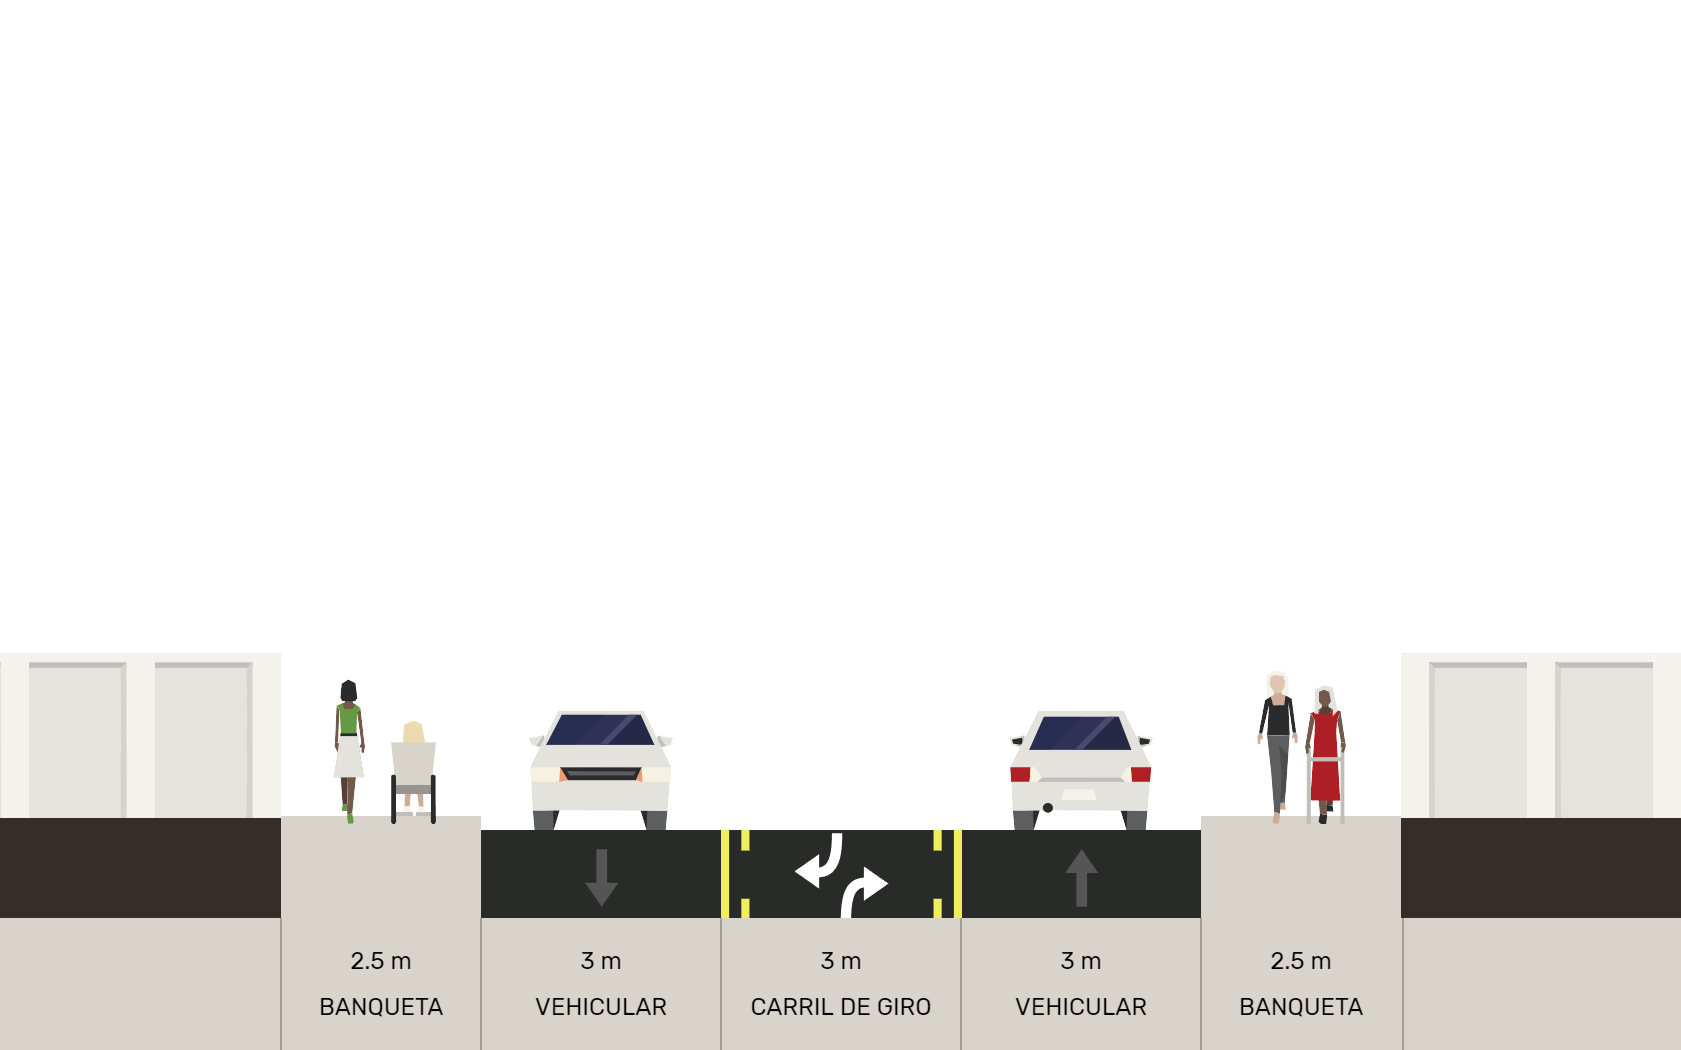 2.5 m
BANQUETA
3 m
VEHICULAR
3 m
CARRIL DE GIRO
3 m
VEHICULAR
2.5 m
BANQUETA